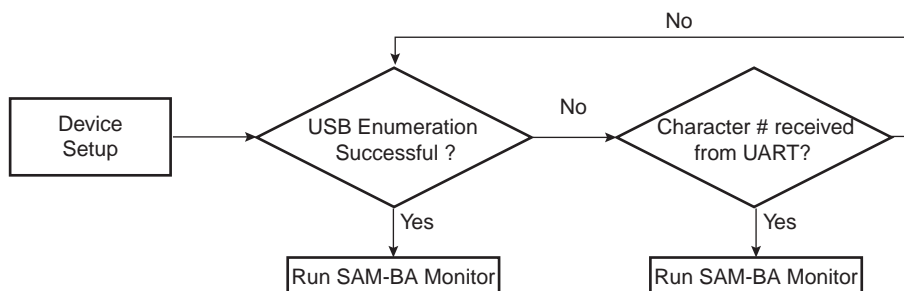 No
Device
Setup
USB Enumeration
Successful ?
No
Character # received
from UART?
Yes
Yes
Run SAM-BA Monitor
Run SAM-BA Monitor